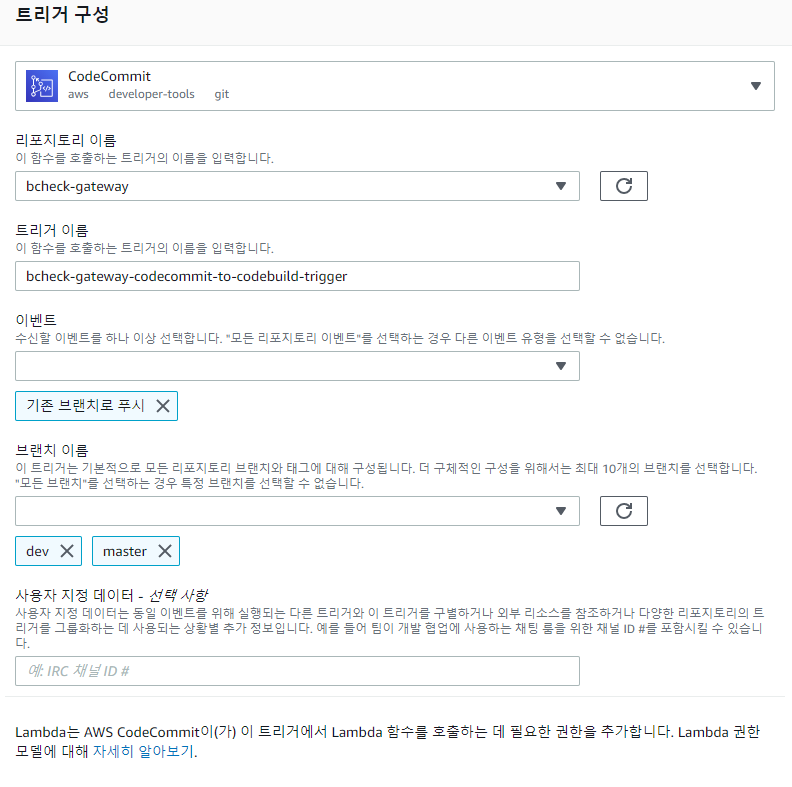 트리거 구성
CodeCommit
aws developer-tools git
리포지토리 이름
이 함수를 호출하는 트리거의 이름을 입력합니다.
bcheck-gateway
트리거 이름
이 함수를 호출하는 트리거의 이름을 입력합니다.
bcheck-gateway-codecommit-to-codebuild-trigger
이벤트
수신할 이벤트를 하나 이상 선택합니다. "모든 리포지토리 이벤트"를 선택하는 경우 다른 이벤트 유형을 선택할 수 없습니다.
기존 브랜치로 푸시
브랜치 이름
이 트리거는 기본적으로 모든 리포지토리 브랜치와 태그에 대해 구성됩니다. 더 구체적인 구성을 위해서는 최대 10개의 브랜치를 선택합니다.
"모든 브랜치"를 선택하는 경우 특정 브랜치를 선택할 수 없습니다.
dev master
사용자 지정 데이터 - 선택 사항
사용자 지정 데이터는 동일 이벤트를 위해 실행되는 다른 트리거와 이 트리거를 구별하거나 외부 리소스를 참조하거나 다양한 리포지토리의 트
리거를 그룹화하는 데 사용되는 상황별 추가 정보입니다. 예를 들어 팀이 개발 협업에 사용하는 채팅 룸을 위한 채널 ID #를 포함시킬 수 있습니
다.
예: IRC 채널 ID #
Lambda는 AWS CodeCommit이(가) 이 트리거에서 Lambda 함수를 호출하는 데 필요한 권한을 추가합니다. Lambda 권한
모델에 대해 자세히 알아보기.